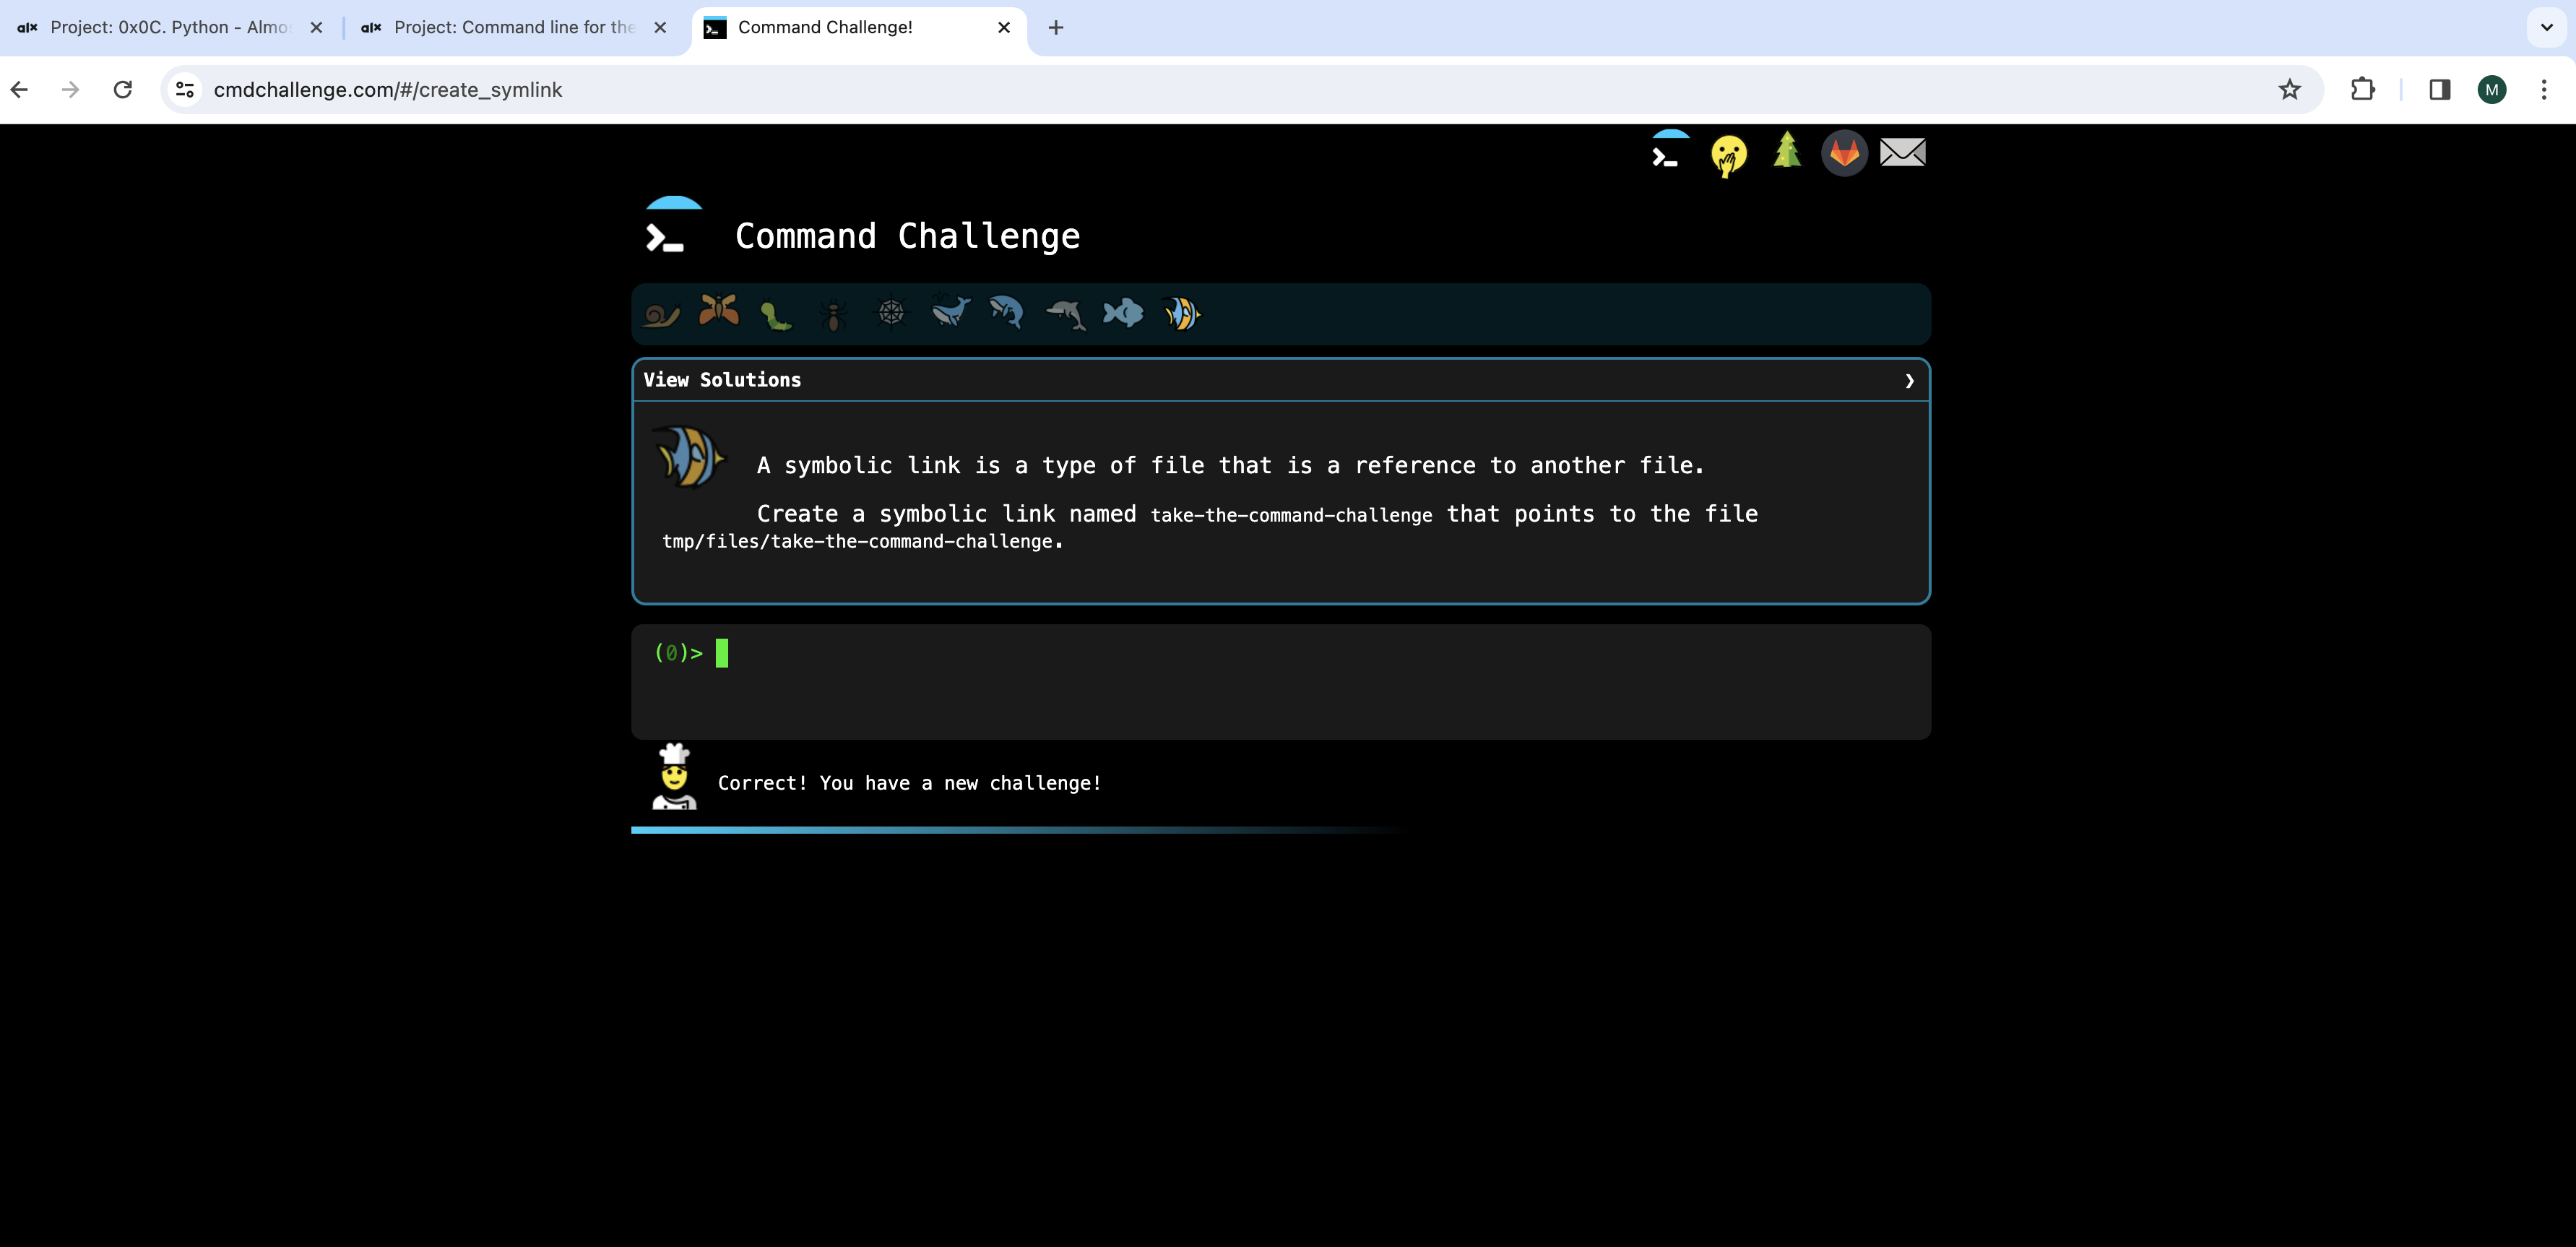 alx Project: 0x0C. Python - Almos
alx Project: Command line for the
Command Challenge!
cmdchallenge.com/#/create_symlink
M
Command Challenge
View Solutions
A symbolic link is a type of file that is a reference to another file.
Create a symbolic link named take-the-command-challenge that points to the file
tmp/files/take-the-command-challenge.
(0)>
Correct! You have a new challenge!